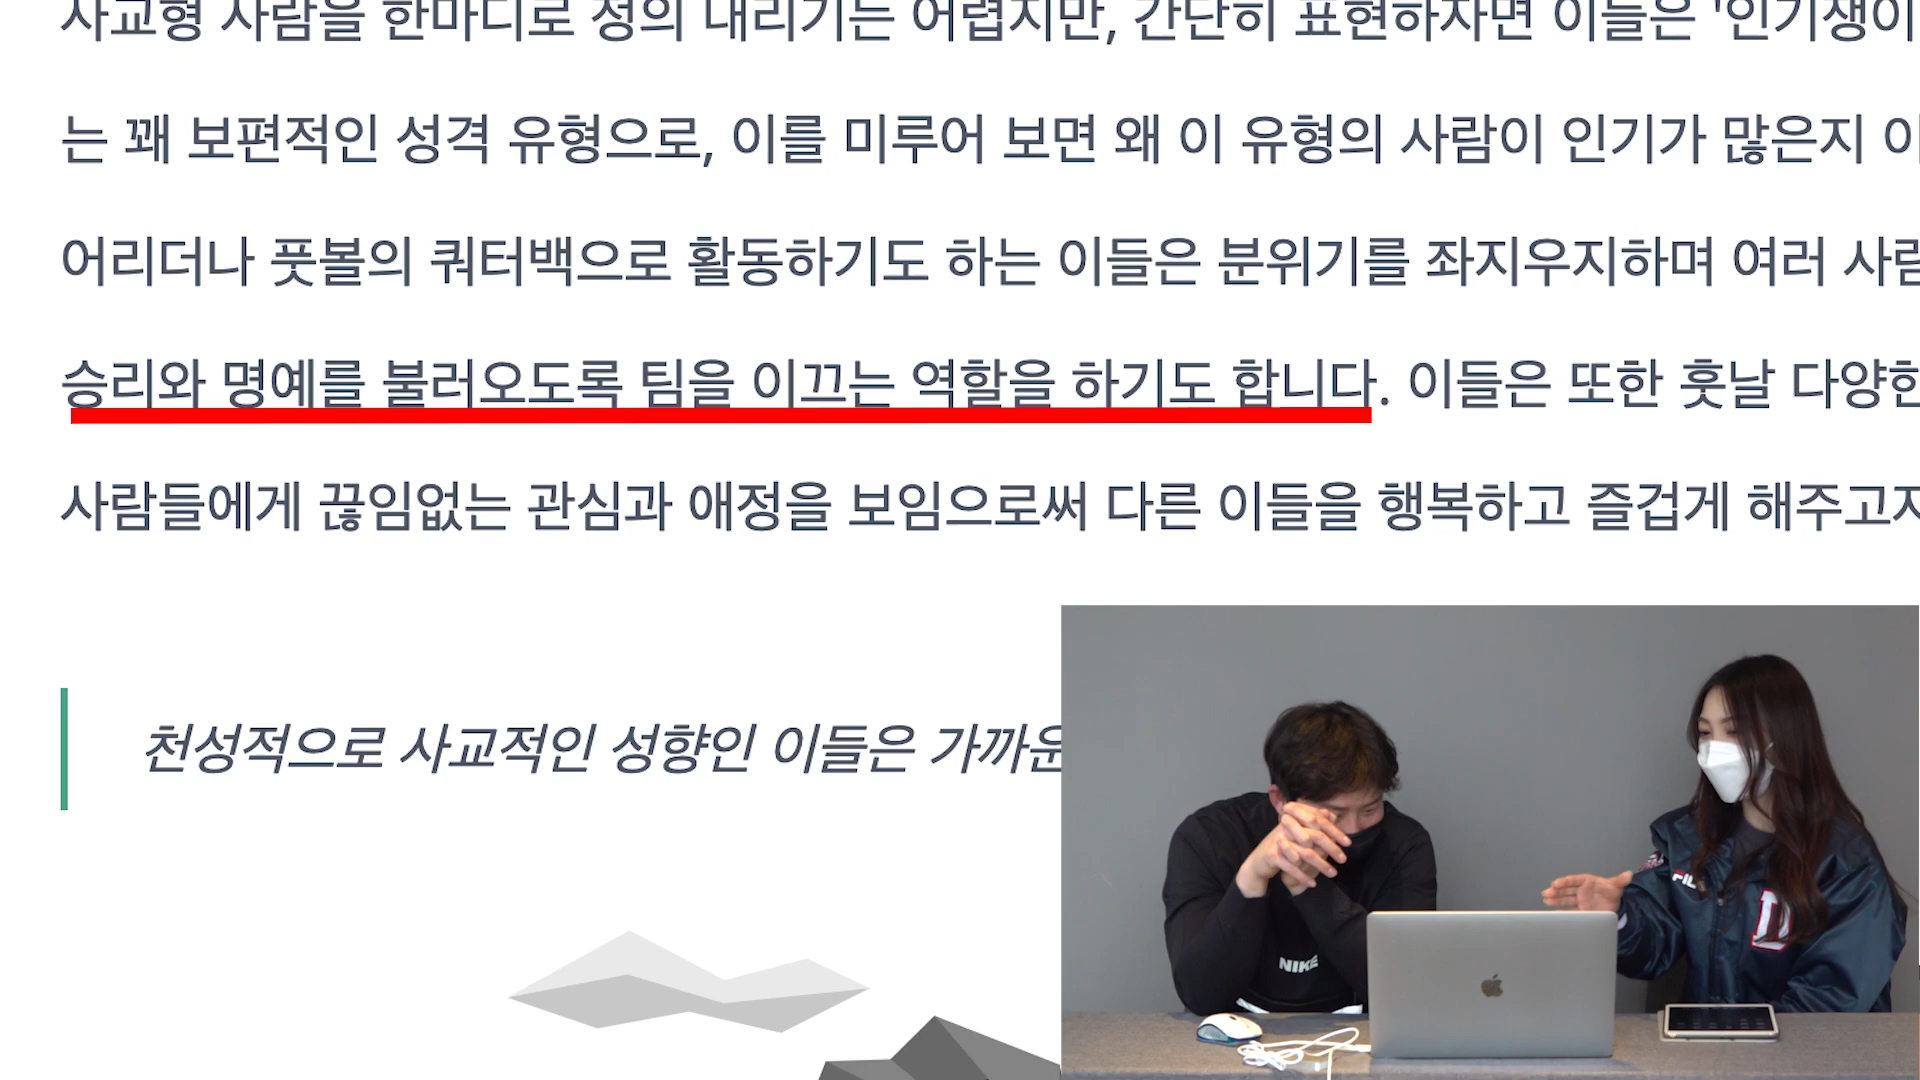 사교형 사람을 한마디로 정의 내리기는 어렵지만, 간단히 표현하자면 이들은 '인기쟁이
는 꽤 보편적인 성격 유형으로, 이를 미루어 보면 왜 이 유형의 사람이 인기가 많은지 이
어리더나 풋볼의 쿼터백으로 활동하기도 하는 이들은 분위기를 좌지우지하며 여러 사람
승리와 명예를 불러오도록 팀을 이끄는 역할을 하기도 합니다. 이들은 또한 훗날 다양한
사람들에게 끊임없는 관심과 애정을 보임으로써 다른 이들을 행복하고 즐겁게 해주고자
천성적으로 사교적인 성향인 이들은 가까운
NIKE
FIL
D